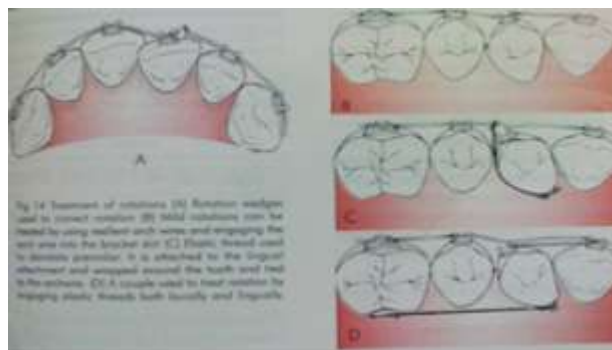 A
Fig 14 Treatment of rotations (A) Rotation wedges
used to correct rotation (B) Mild rotations can be
treated by using resilient arch wires and engaging the
arch wire into the bracket slot (C) Elastic thread used
to derotate premolar. It is attached to the lingual
attachment and wrapped around the tooth and tied
to the archwire. (D) A couple used to treat rotation by
engaging elastic threads both bucally and lingually.
B
C
D